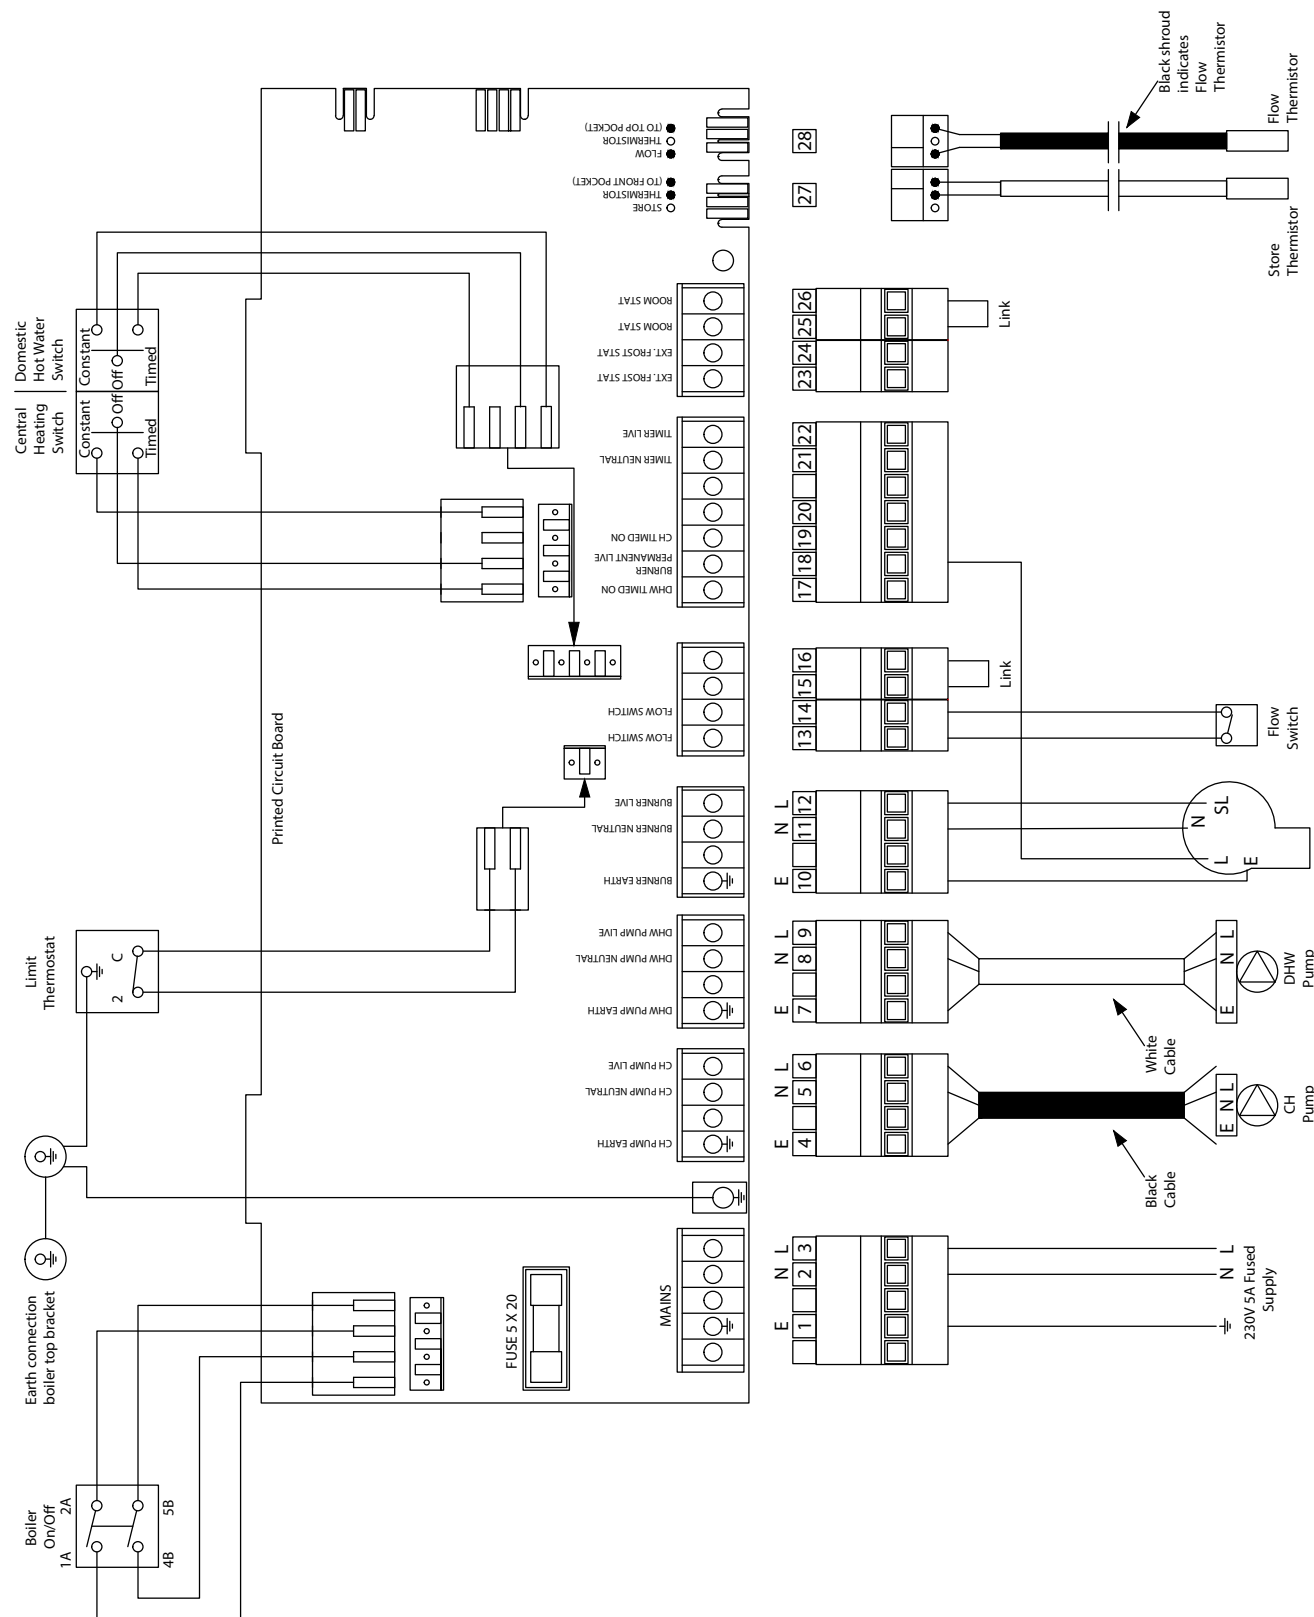 Boiler
On/Off
1A
2A
4B
5B
Earth connection
boiler top bracket
Limit
Thermostat
2
C
Central
Heating
Switch
Domestic
Hot Water
Switch
Constant
Off
Timed
Constant
Off
Timed
Printed Circuit Board
FUSE 5 X 20
MAINS
CH PUMP EARTH
CH PUMP NEUTRAL
CH PUMP LIVE
DHW PUMP EARTH
DHW PUMP NEUTRAL
DHW PUMP LIVE
BURNER EARTH
BURNER NEUTRAL
BURNER LIVE
FLOW SWITCH
FLOW SWITCH
DHW TIMED ON
BURNER
PERMANENT LIVE
CH TIMED ON
TIMER NEUTRAL
TIMER LIVE
EXT. FROST STAT
EXT. FROST STAT
ROOM STAT
ROOM STAT
STORE
THERMISTOR
(TO FRONT POCKET)
FLOW
THERMISTOR
(TO TOP POCKET)
E N L
1 2 3
E N L
4 5 6
E N L
7 8 9
E N L
10 11 12
13 14 15 16
17 18 19 20 21 22
23 24 25 26
27
28
N L
230V 5A Fused
Supply
Black
Cable
E N L
CH
Pump
White
Cable
E N L
DHW
Pump
E
L
N
SL
Flow
Switch
Link
Link
Store
Thermistor
Flow
Thermistor
Black shroud
indicates
Flow
Thermistor